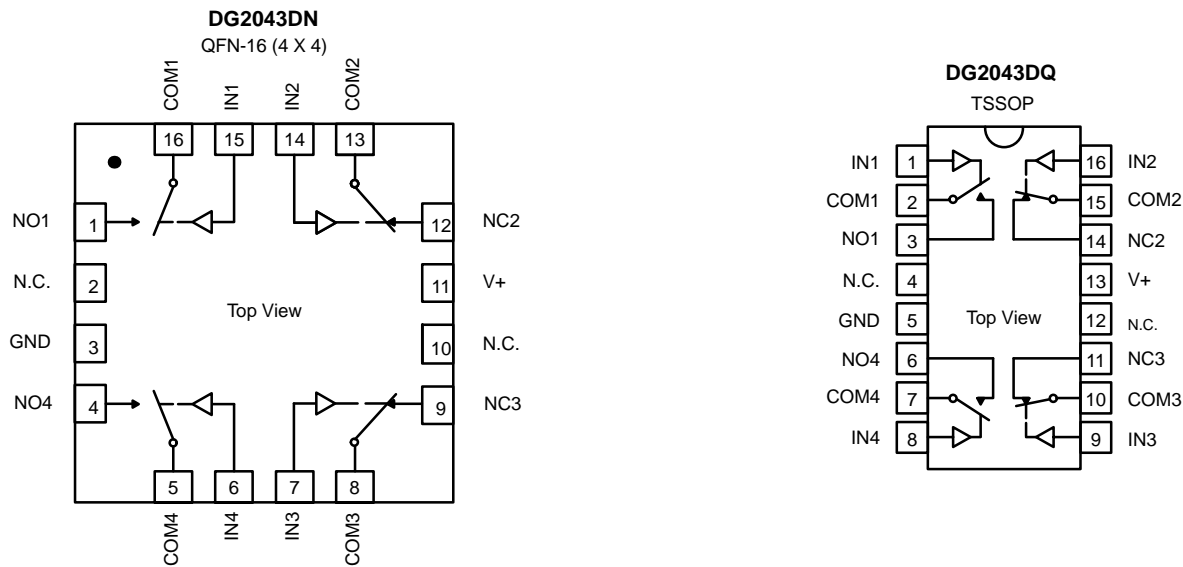 DG2043DN
QFN-16 (4 X 4)
COM1
IN1
IN2
COM2
16
15
14
13
NO1
1
12
NC2
N.C.
2
11
V+
Top View
GND
3
10
N.C.
NO4
4
9
NC3
5
6
7
8
COM4
IN4
IN3
COM3
DG2043DQ
TSSOP
IN1
1
16
IN2
COM1
2
15
COM2
NO1
3
14
NC2
N.C.
4
13
V+
GND
5
Top View
12
N.C.
NO4
6
11
NC3
COM4
7
10
COM3
IN4
8
9
IN3